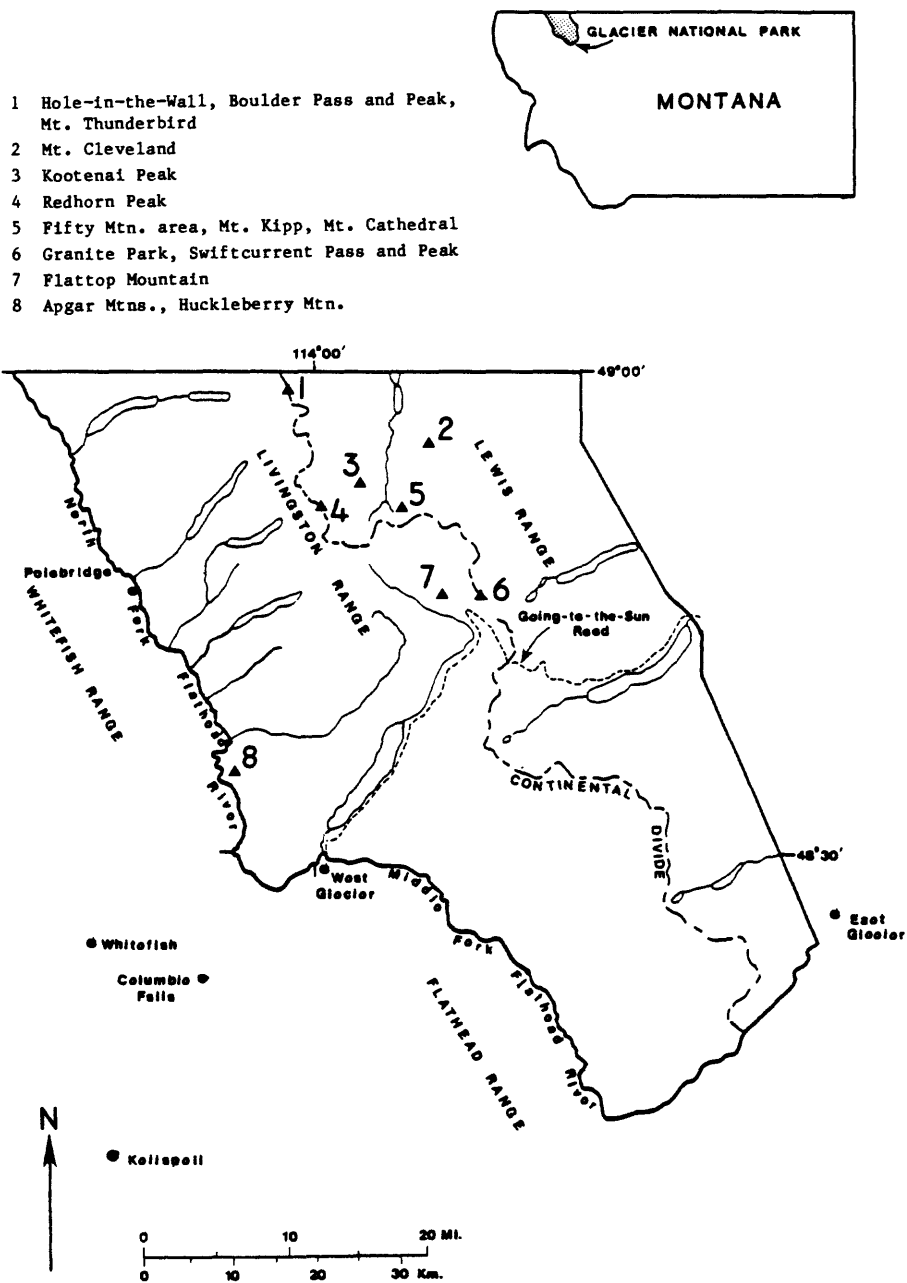 GLACIER NATIONAL PARK
MONTANA
1 Hole-in-the-Wall, Boulder Pass and Peak,
Mt. Thunderbird
2 Mt. Cleveland
3 Kootenai Peak
4 Redhorn Peak
5 Fifty Mtn. area, Mt. Kipp, Mt. Cathedral
6 Granite Park, Swiftcurrent Pass and Peak
7 Flattop Mountain
8 Apgar Mtns., Huckleberry Mtn.
114°00'
49°00'
1
2
3
4
5
6
7
8
LIVINGSTON
RANGE
LEWIS RANGE
North
Fork
Flathead
River
Polebridge
WHITEFISH RANGE
Going-to-the-Sun
Road
CONTINENTAL
DIVIDE
48°30'
West
Glacier
Middle
Fork
Flathead
River
East
Glacier
Whitefish
Columbia
Falls
FLATHEAD RANGE
N
Kalispell
0 10 20 MI.
0 10 20 30 Km.